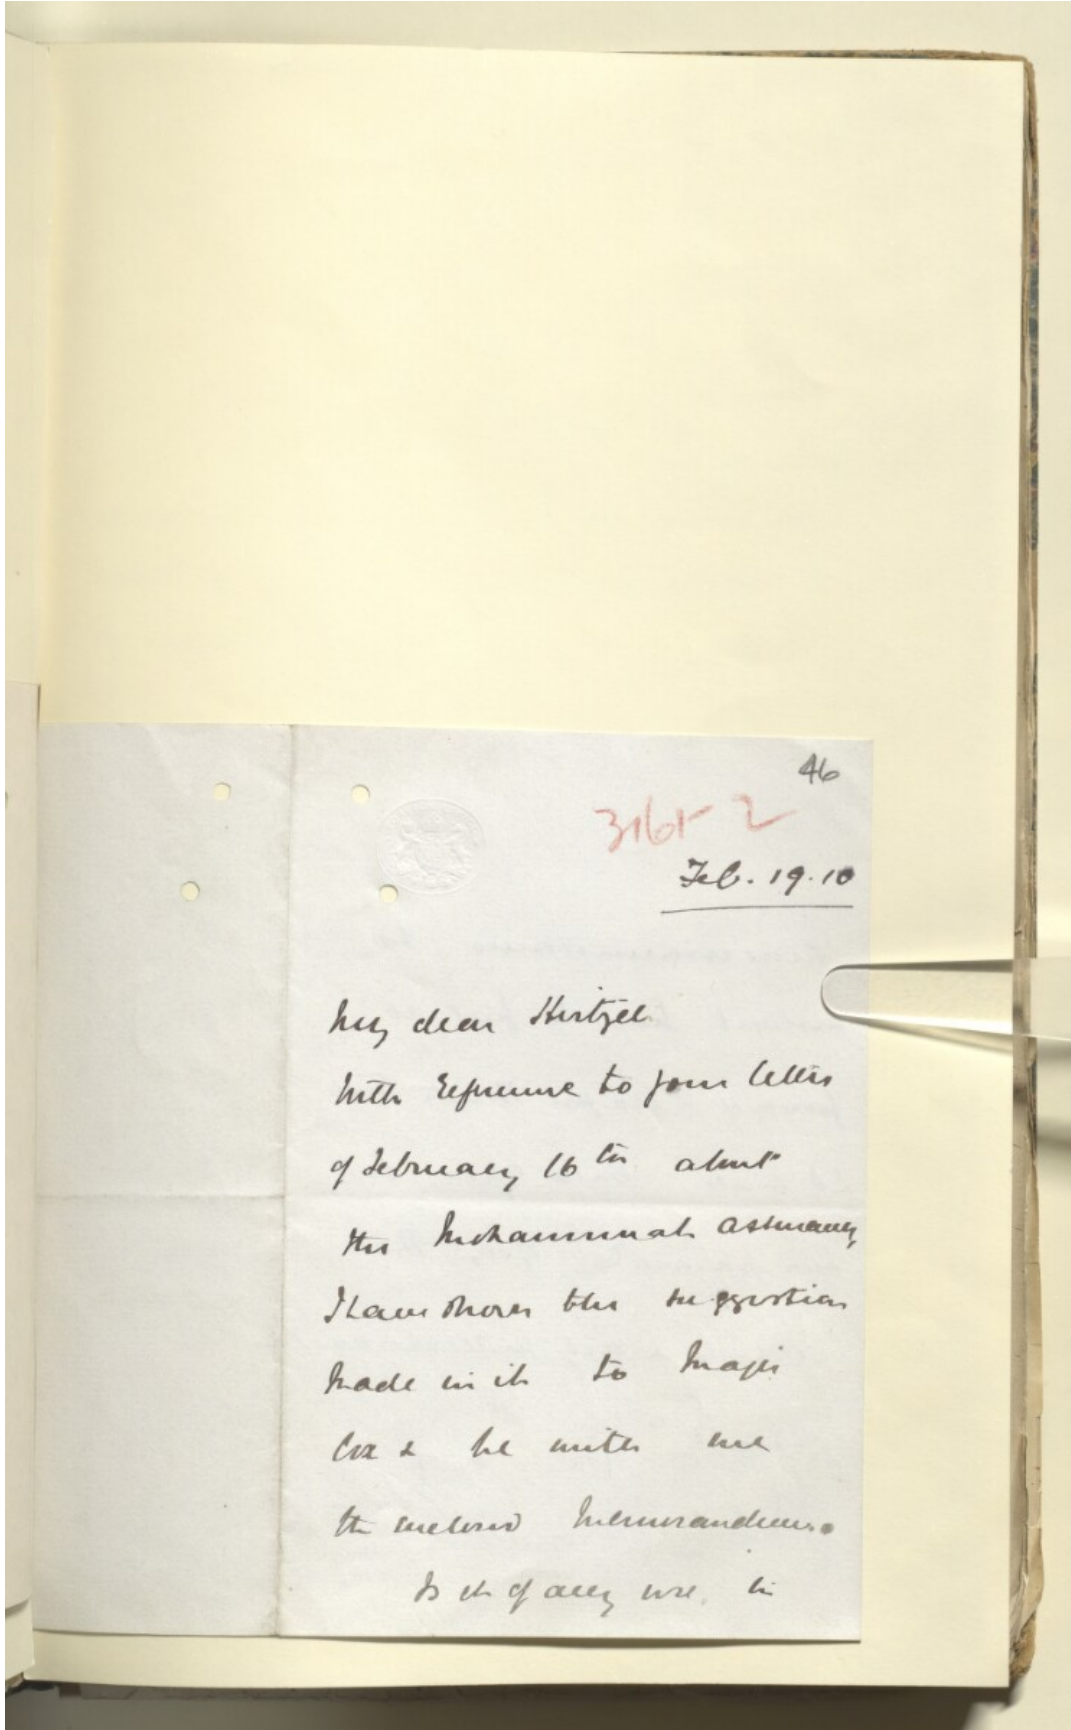 46
3165 2
Feb. 19. 10
My dear Hirtzel
With reference to your letter
of February 16th about
the Mohammerah
I have shown the suggestion
made in it to Major
Cox & he writes me
the enclosed memorandum.
Is it of any use, in